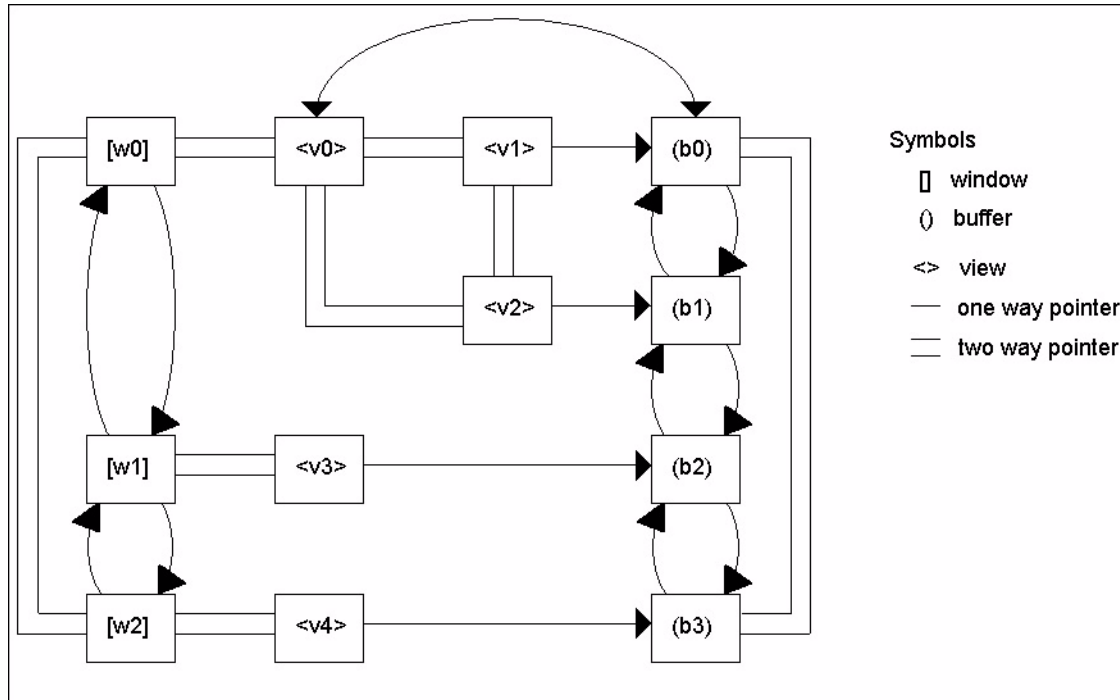 [w0] <v0> <v1> (b0)
Symbols
[] window
() buffer
<> view
<v2> (b1)
one way pointer
two way pointer
[w1] <v3> (b2)
[w2] <v4> (b3)